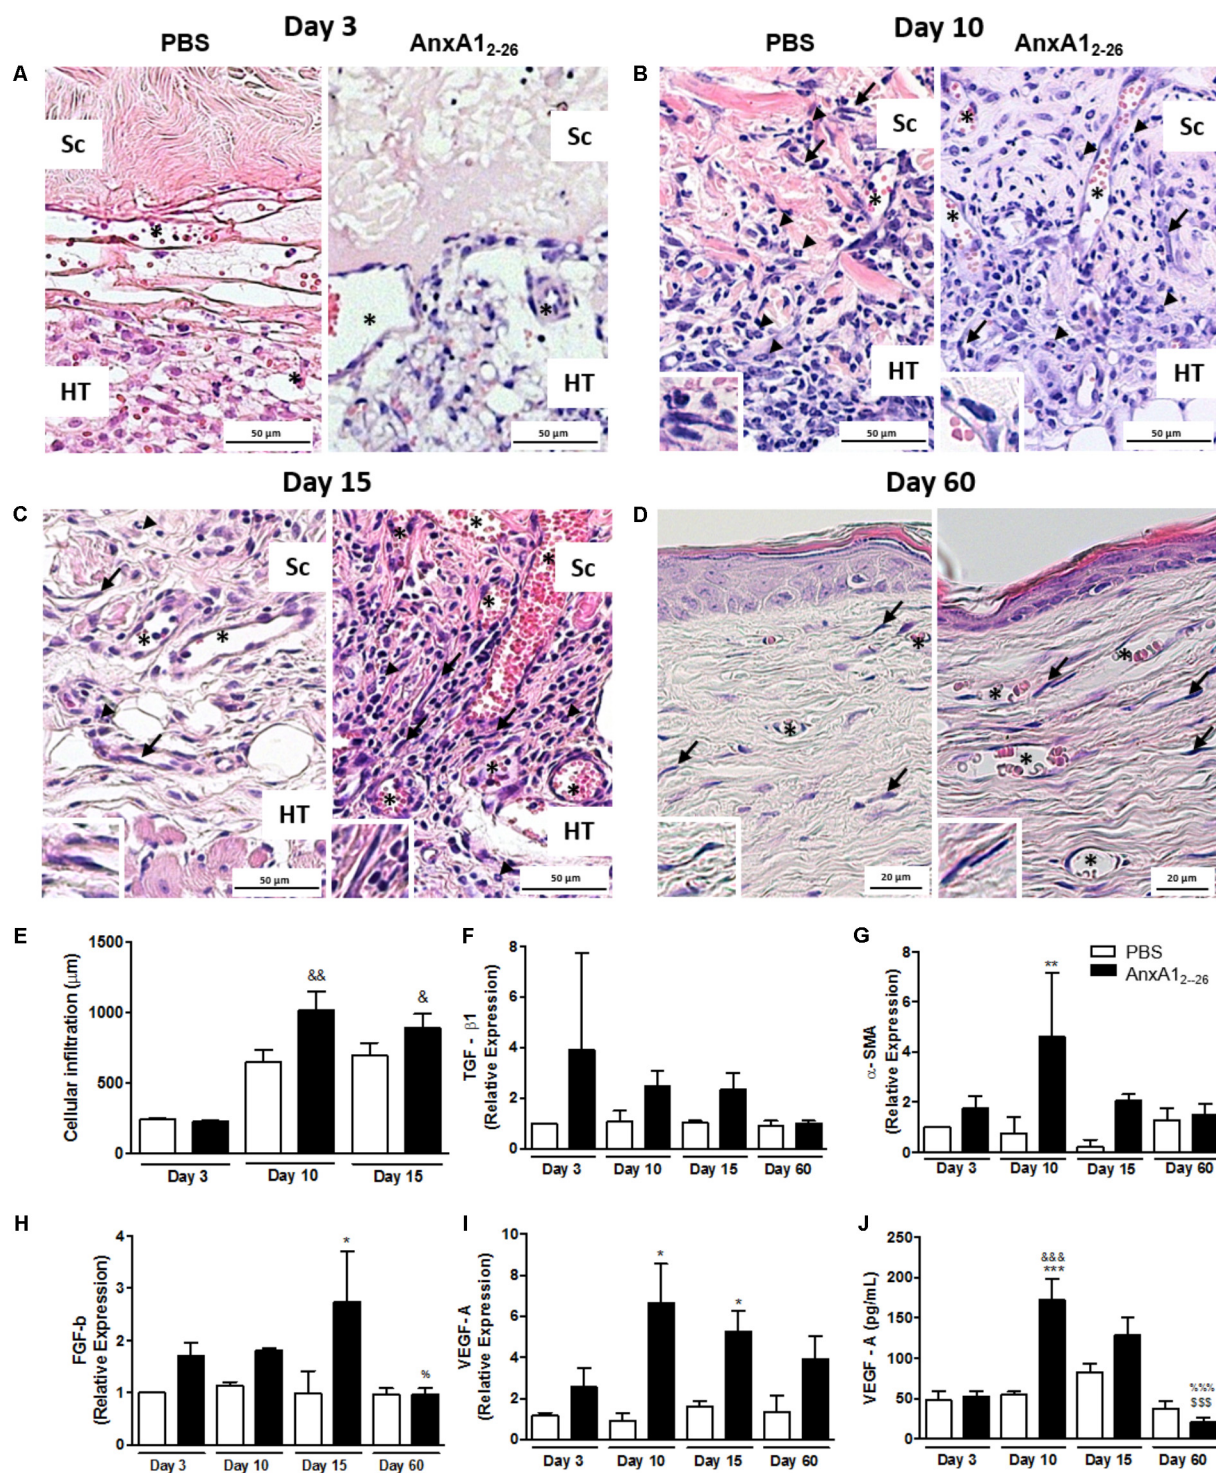 Day 3
PBS
AnxA1₂₋₂₆
Day 10
PBS
AnxA1₂₋₂₆
A
Sc
*
*
HT
50 µm
Sc
*
*
HT
50 µm
B
Sc
*
HT
50 µm
*
Sc
*
*
HT
50 µm
Day 15
Day 60
C
Sc
*
*
HT
50 µm
*
*
*
Sc
*
*
*
*
HT
50 µm
D
*
*
20 µm
*
*
*
*
20 µm
E
Cellular infiltration (µm)
1500
1000
500
0
&&
&
Day 3
Day 10
Day 15
F
TGF - β1
(Relative Expression)
8
6
4
2
0
Day 3
Day 10
Day 15
Day 60
G
α- SMA
(Relative Expression)
8
6
4
2
0
**
PBS
AnxA1₂₋₋₂₆
Day 3
Day 10
Day 15
Day 60
H
FGF-b
(Relative Expression)
4
3
2
1
0
*
%
Day 3
Day 10
Day 15
Day 60
I
VEGF- A
(Relative Expression)
10
8
6
4
2
0
*
*
Day 3
Day 10
Day 15
Day 60
J
VEGF - A (pg/mL)
250
200
150
100
50
0
&&&
***
%%%
$$$
Day 3
Day 10
Day 15
Day 60